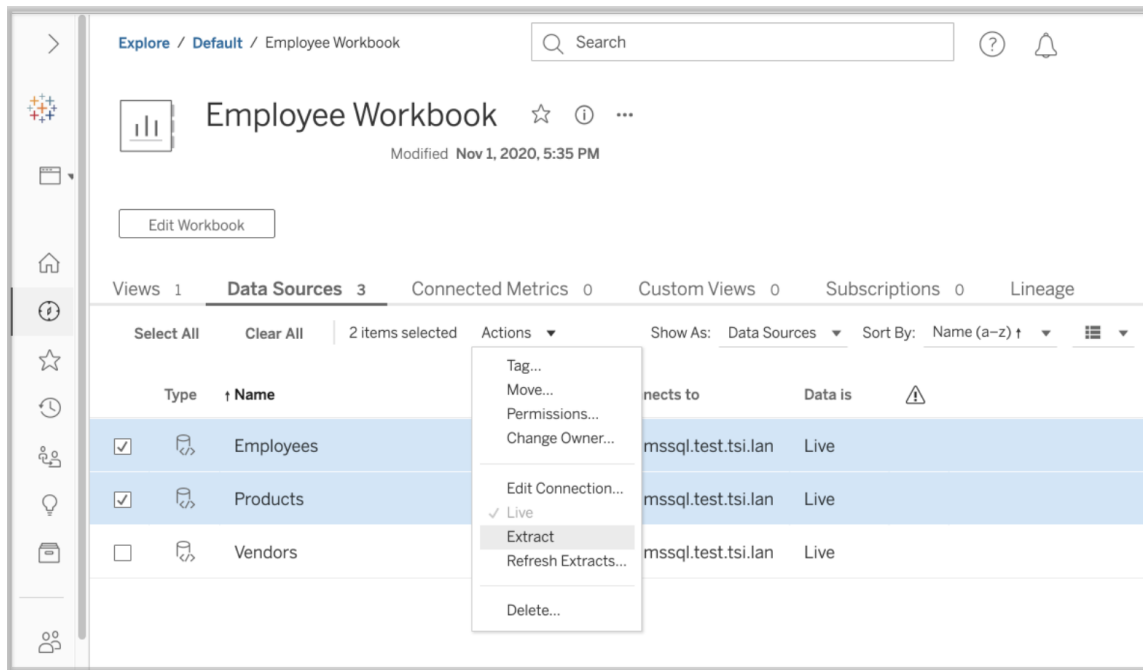 Explore / Default / Employee Workbook
Search
Employee Workbook
Modified Nov 1, 2020, 5:35 PM
Edit Workbook
Views 1 Data Sources 3 Connected Metrics 0 Custom Views 0 Subscriptions 0 Lineage
Select All Clear All 2 items selected Actions Show As: Data Sources Sort By: Name (a–z) ↑
Tag...
Move...
Type ↑ Name nects to Data is
Permissions...
Change Owner...
Employees mssql.test.tsi.lan Live
Edit Connection...
Products mssql.test.tsi.lan Live
✓ Live
Extract
Vendors mssql.test.tsi.lan Live
Refresh Extracts...
Delete...